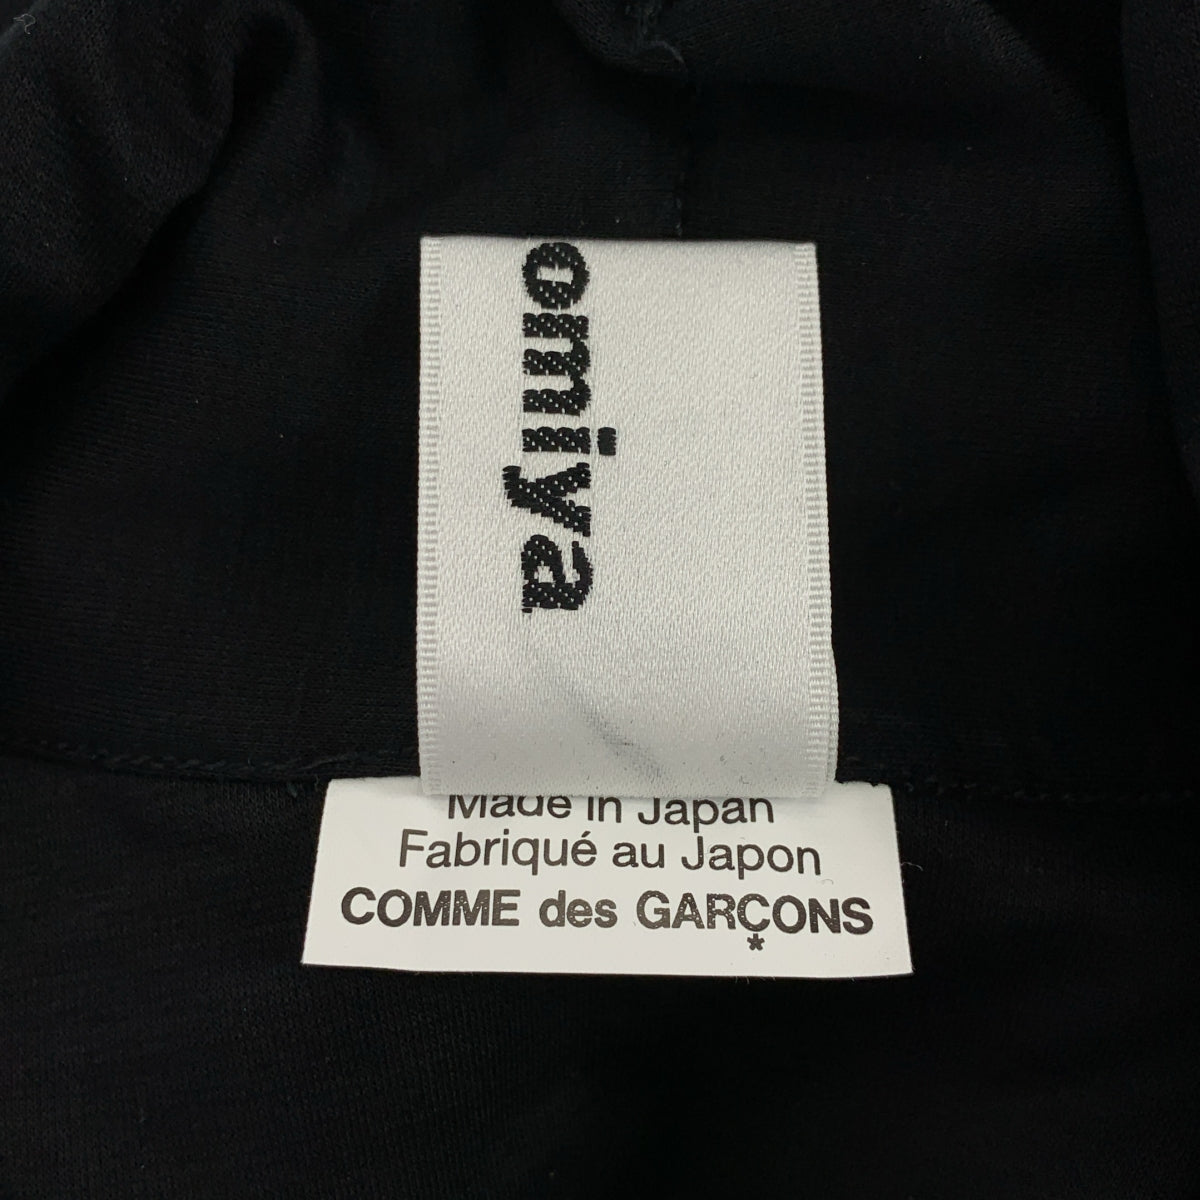 omiya
Made in Japan
Fabriqué au Japon
COMME des GARÇONS
*